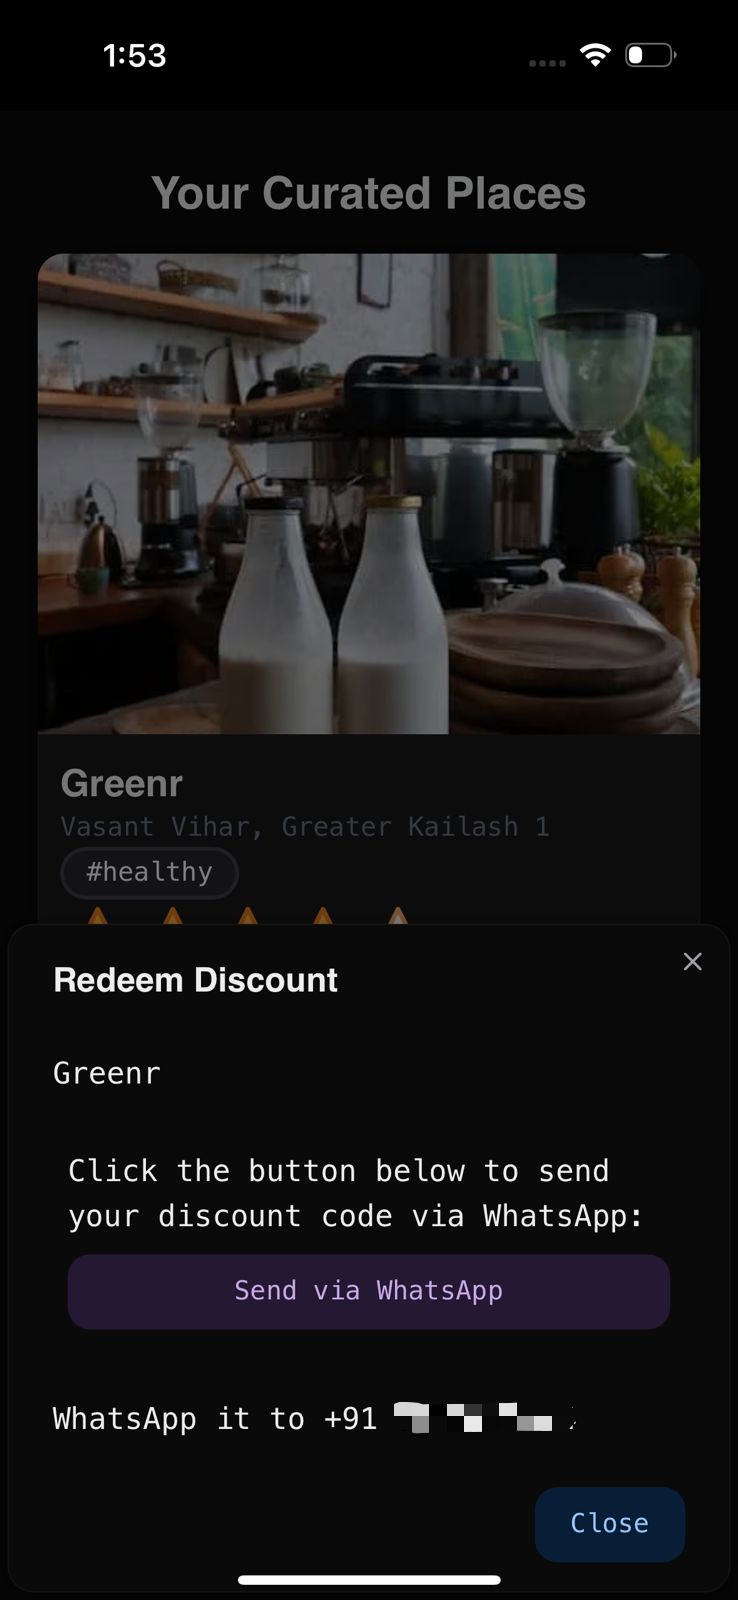 1:53
Your Curated Places
Greenr
Vasant Vihar, Greater Kailash 1
#healthy
Redeem Discount
Greenr
Click the button below to send
your discount code via WhatsApp:
Send via WhatsApp
WhatsApp it to +91
Close